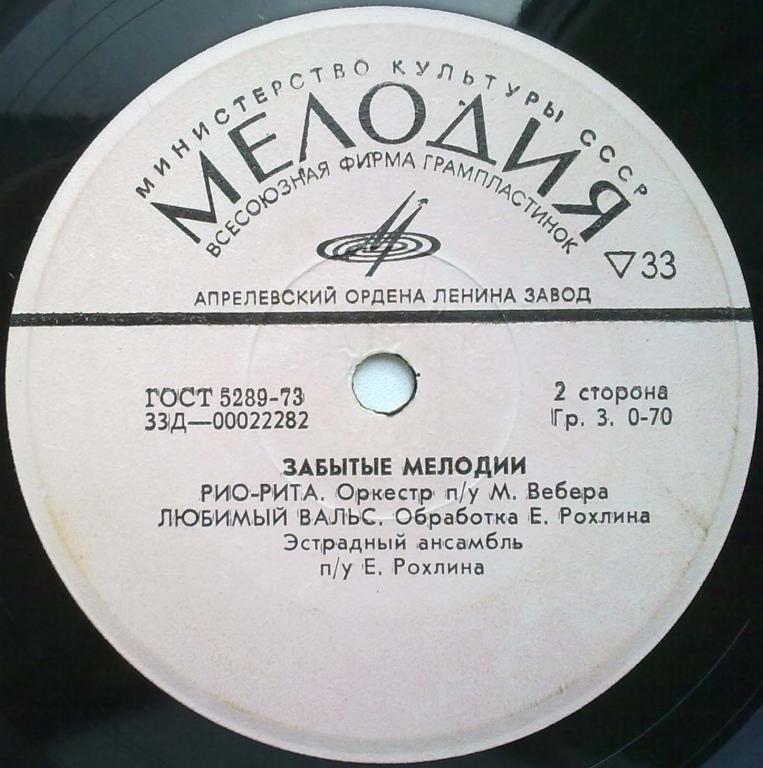 МИНИСТЕРСТВО КУЛЬТУРЫ СССР
МЕЛОДИЯ
ВСЕСОЮЗНАЯ ФИРМА ГРАМПЛАСТИНОК
▽33
АПРЕЛЕВСКИЙ ОРДЕНА ЛЕНИНА ЗАВОД
ГОСТ 5289-73
33Д—00022282
2 сторона
Гр. 3. 0-70
ЗАБЫТЫЕ МЕЛОДИИ
РИО-РИТА. Оркестр п/у М. Вебера
ЛЮБИМЫЙ ВАЛЬС. Обработка Е. Рохлина
Эстрадный ансамбль
п/у Е. Рохлина